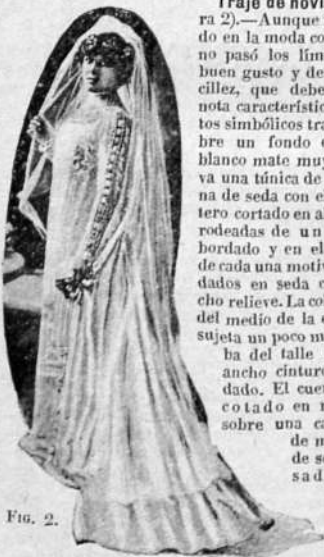 Traje de novi
ra 2).—Aunque
do en la moda co
no pasó los lím
buen gusto y de
cillez, que debe
nota característic
tos simbólicos tra
bre un fondo
blanco mate muy
va una túnica de
na de seda con e
tero cortado en a
rodeadas de un
bordado y en el
de cada una motiv
dados en seda c
cho relieve. La co
del medio de la e
sujeta un poco m
ba del talle
ancho cintur
dado. El cue
cotado en
sobre una ca
de m
de se
sad
FIG. 2.